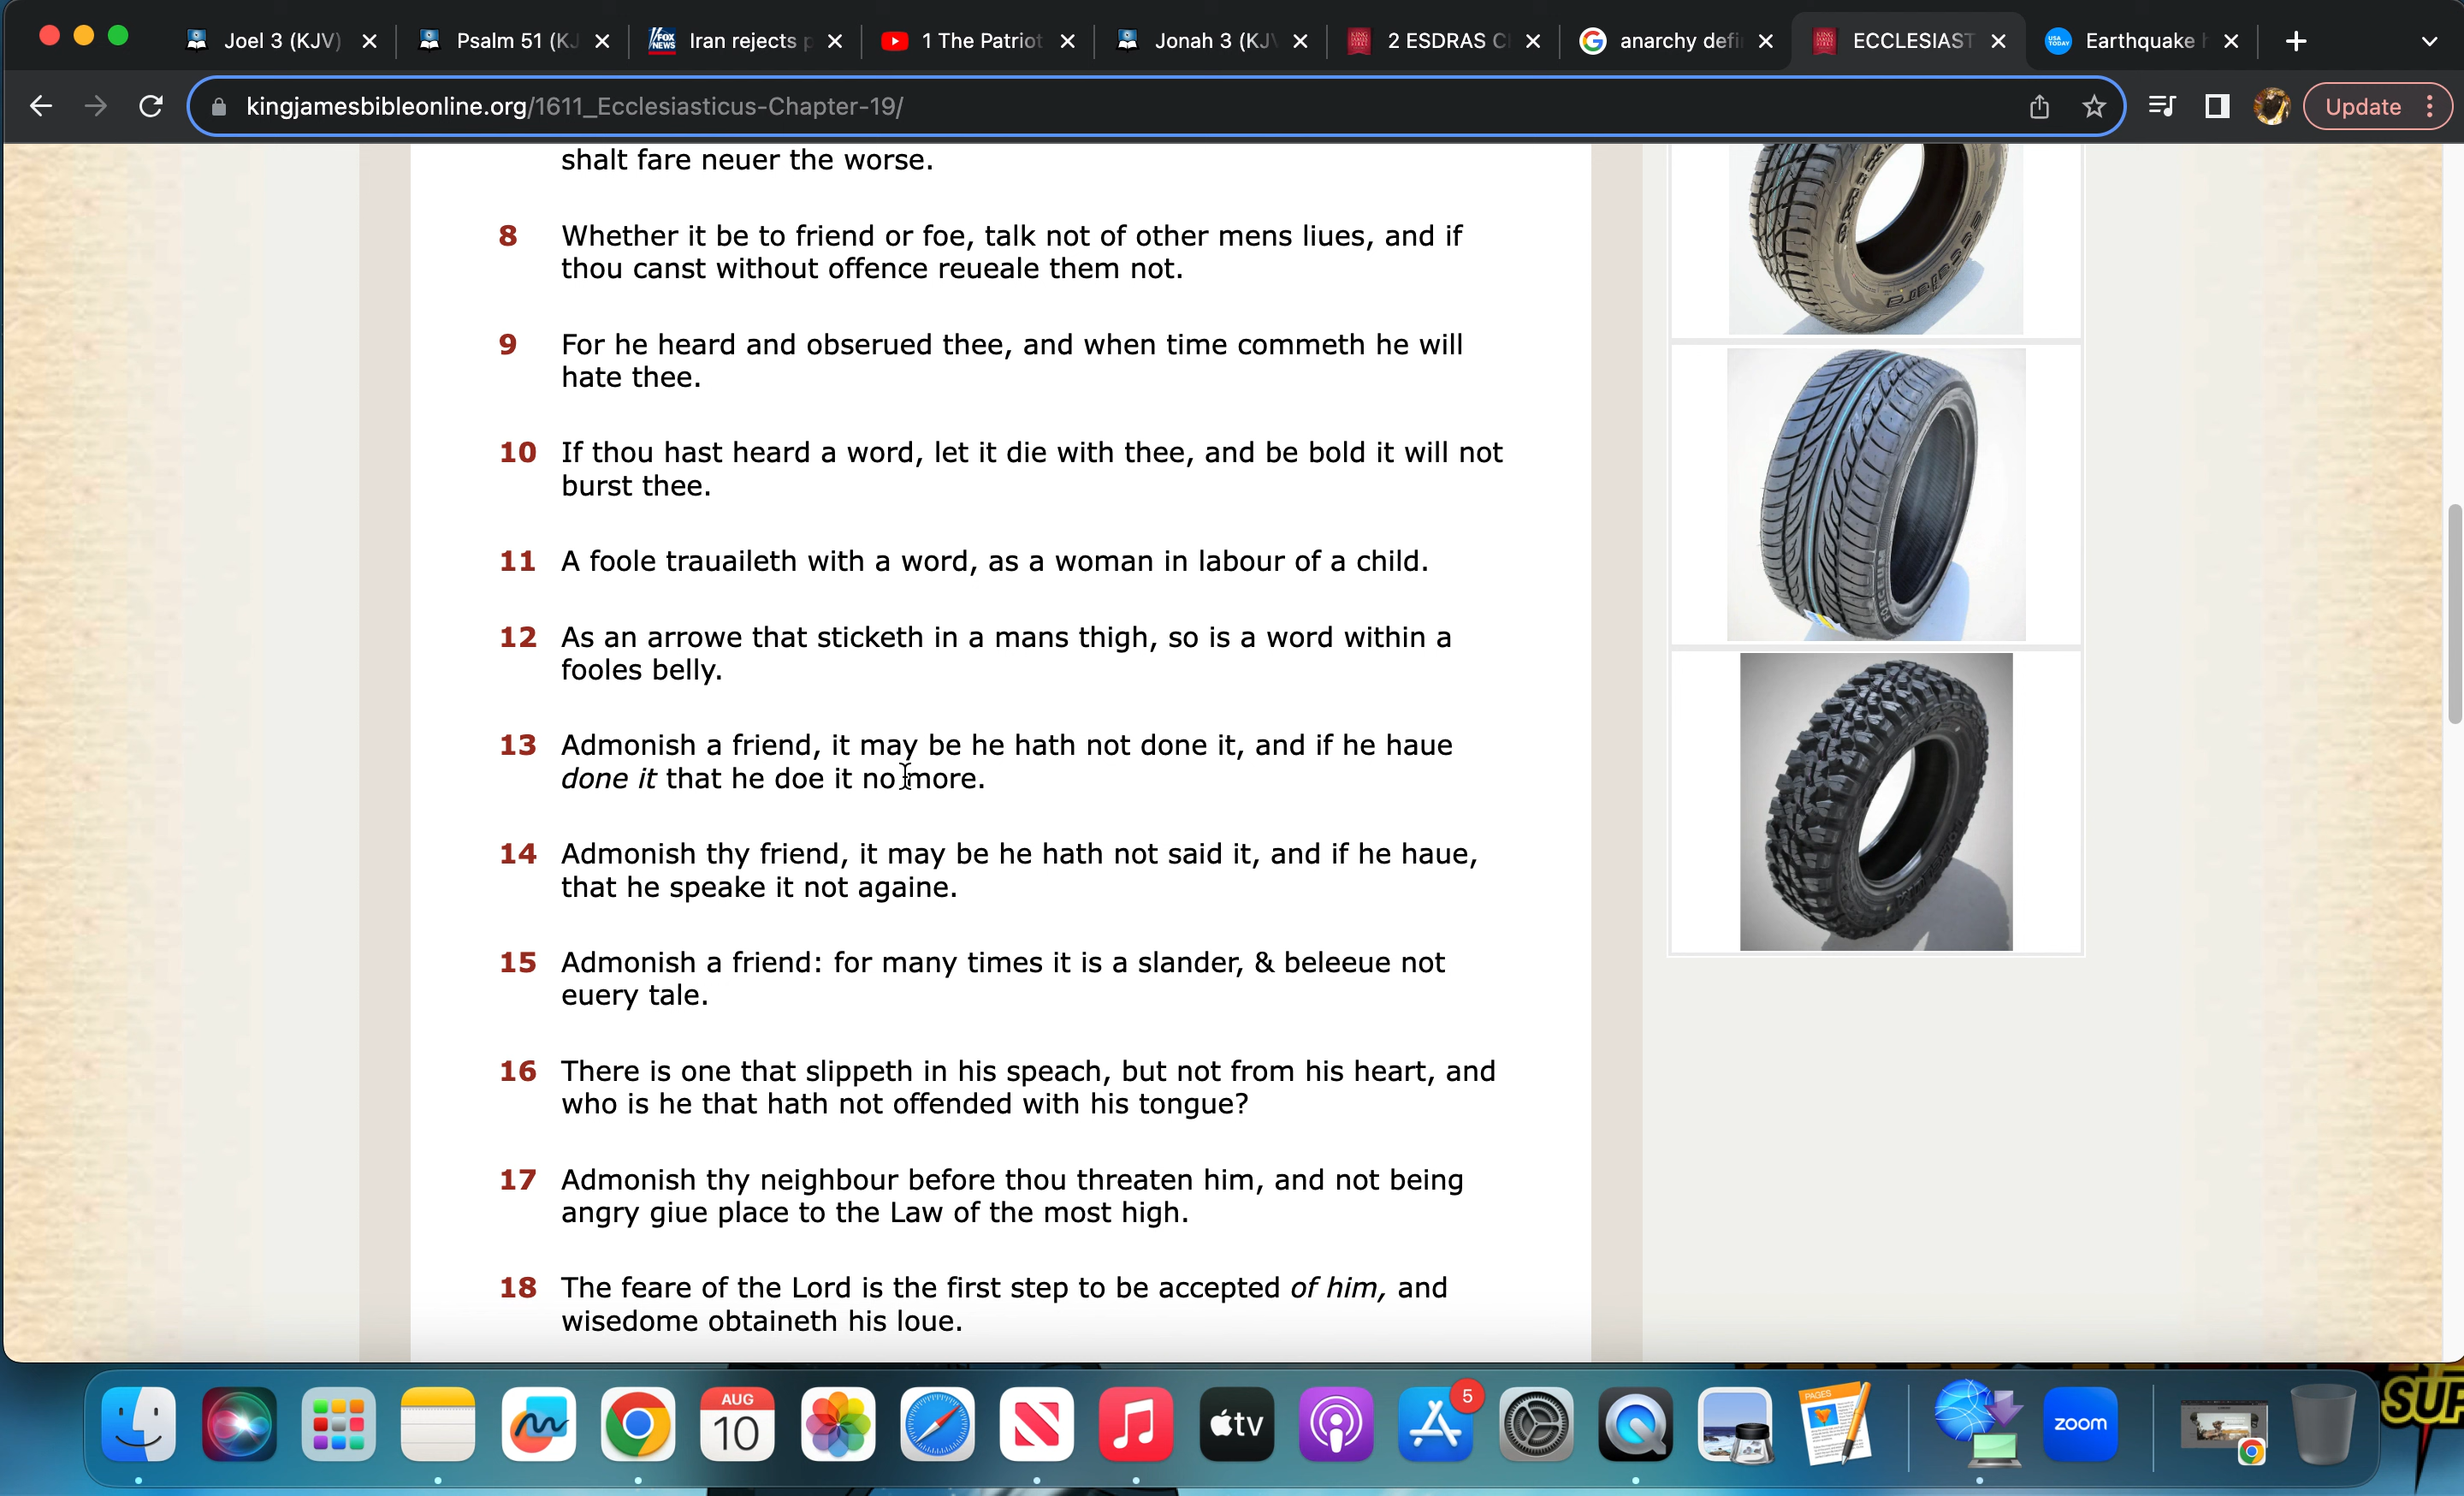 Joel 3 (KJV)
Psalm 51 (KJ
FOX NEWS
Iran rejects p
1 The Patriot
Jonah 3 (KJV
2 ESDRAS C
anarchy defi
ECCLESIAST
USA TODAY
Earthquake
kingjamesbibleonline.org/1611_Ecclesiasticus-Chapter-19/
Update
shalt fare neuer the worse.
8 Whether it be to friend or foe, talk not of other mens liues, and if
thou canst without offence reueale them not.
9 For he heard and obserued thee, and when time commeth he will
hate thee.
10 If thou hast heard a word, let it die with thee, and be bold it will not
burst thee.
11 A foole trauaileth with a word, as a woman in labour of a child.
12 As an arrowe that sticketh in a mans thigh, so is a word within a
fooles belly.
13 Admonish a friend, it may be he hath not done it, and if he haue
done it that he doe it no more.
14 Admonish thy friend, it may be he hath not said it, and if he haue,
that he speake it not againe.
15 Admonish a friend: for many times it is a slander, & beleeue not
euery tale.
16 There is one that slippeth in his speach, but not from his heart, and
who is he that hath not offended with his tongue?
17 Admonish thy neighbour before thou threaten him, and not being
angry giue place to the Law of the most high.
18 The feare of the Lord is the first step to be accepted of him, and
wisedome obtaineth his loue.
AUG
10
tv
5
PAGES
zoom
SUP